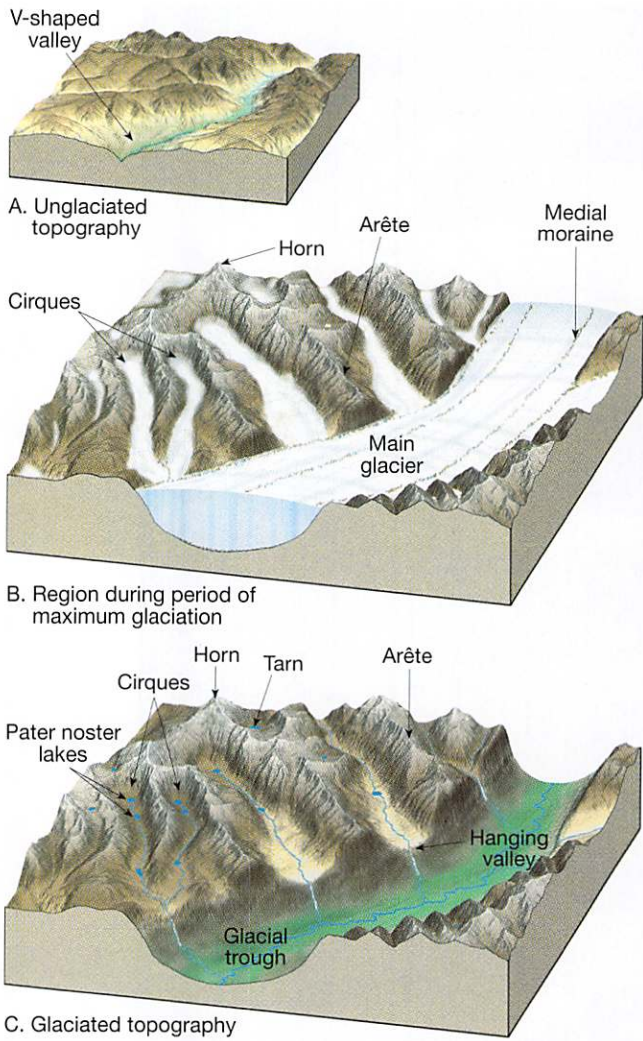 V-shaped
valley
A. Unglaciated
topography
Horn
Arête
Medial
moraine
Cirques
Main
glacier
B. Region during period of
maximum glaciation
Horn
Tarn
Arête
Cirques
Pater noster
lakes
Hanging
valley
Glacial
trough
C. Glaciated topography